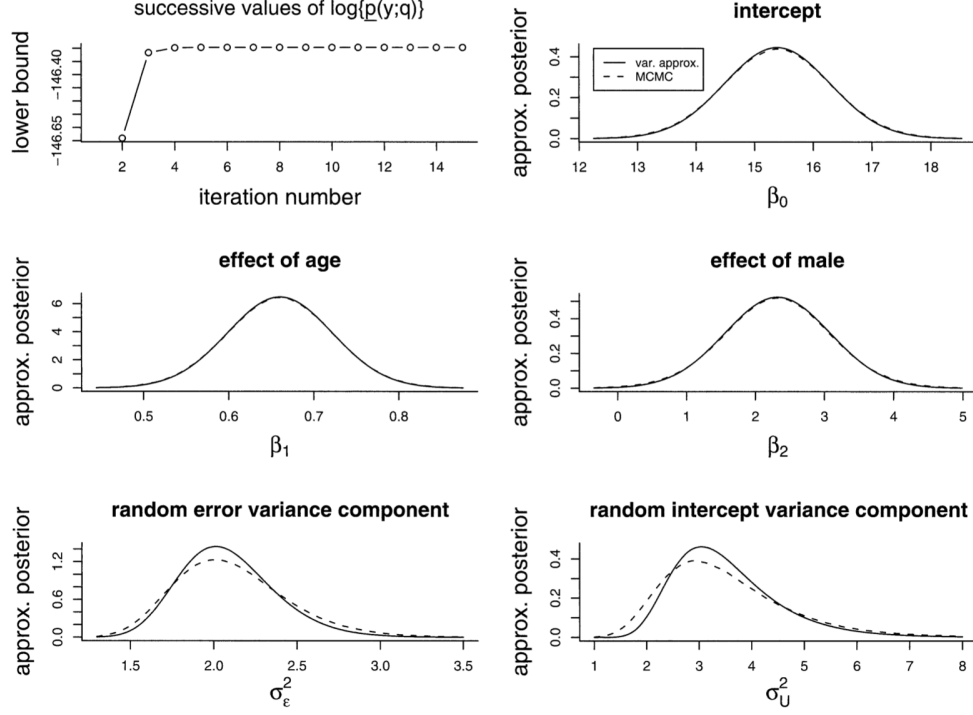 successive values of log{p(y;q)}
lower bound
−146.40
−146.65
2 4 6 8 10 12 14
iteration number
intercept
approx. posterior
0.4
0.2
0.0
var. approx.
MCMC
12 13 14 15 16 17 18
β0
effect of age
approx. posterior
6
4
2
0
0.5 0.6 0.7 0.8
β1
effect of male
approx. posterior
0.4
0.2
0.0
0 1 2 3 4 5
β2
random error variance component
approx. posterior
1.2
0.6
0.0
1.5 2.0 2.5 3.0 3.5
σ²ε
random intercept variance component
approx. posterior
0.4
0.2
0.0
1 2 3 4 5 6 7 8
σ²U